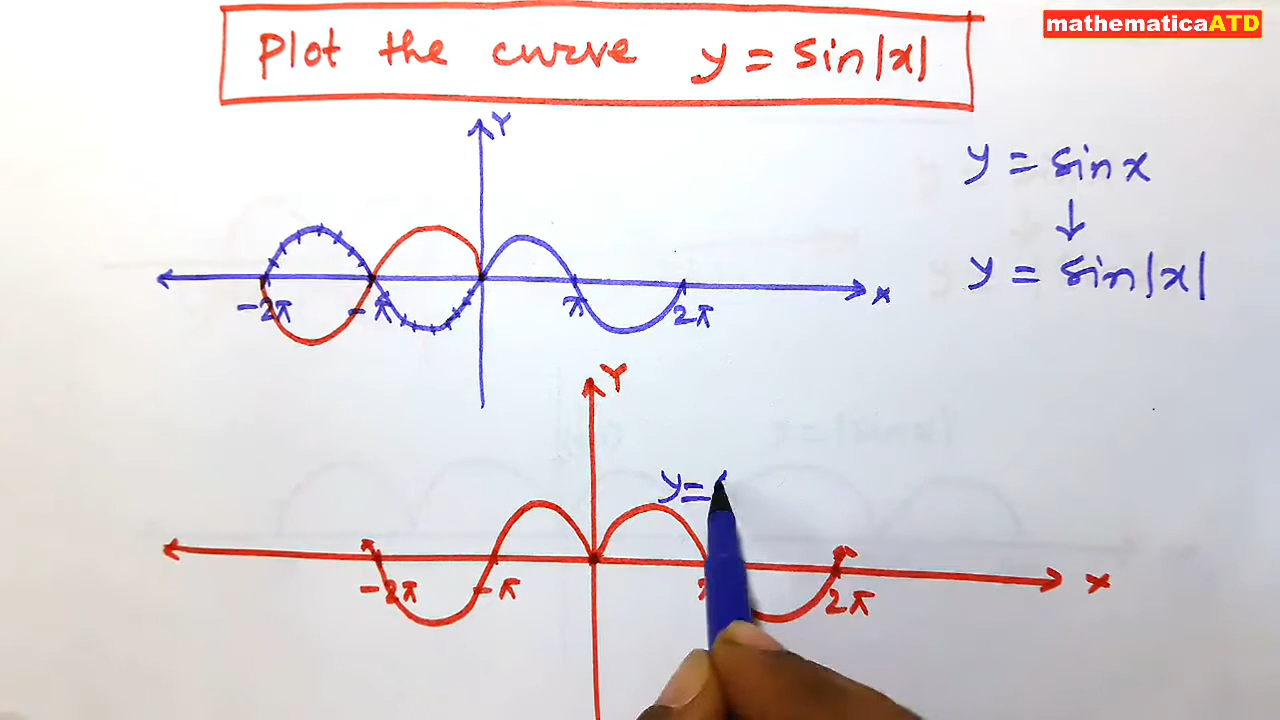 mathematicaATD
Plot the curve y = sin|x|
Y
y = sin x
↓
y = sin|x|
-2π -π π 2π x
Y
y=
-2π -π 2π x